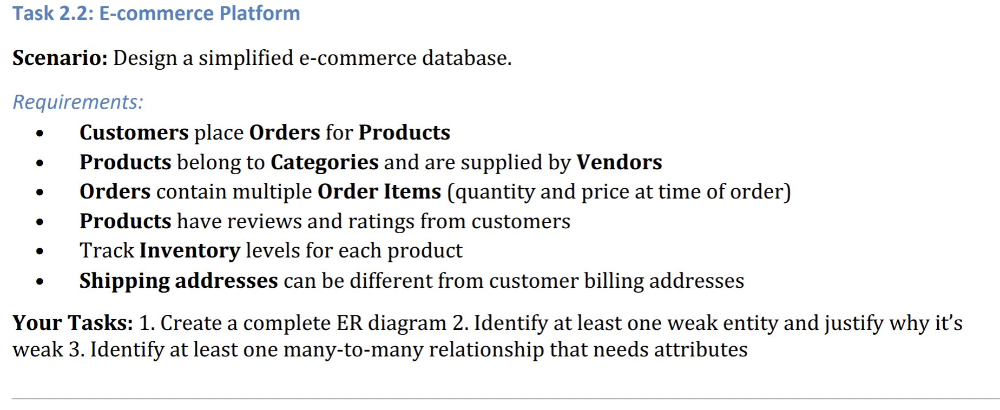 Task 2.2: E-commerce Platform
Scenario: Design a simplified e-commerce database.
Requirements:
• Customers place Orders for Products
• Products belong to Categories and are supplied by Vendors
• Orders contain multiple Order Items (quantity and price at time of order)
• Products have reviews and ratings from customers
• Track Inventory levels for each product
• Shipping addresses can be different from customer billing addresses
Your Tasks: 1. Create a complete ER diagram 2. Identify at least one weak entity and justify why it’s
weak 3. Identify at least one many-to-many relationship that needs attributes